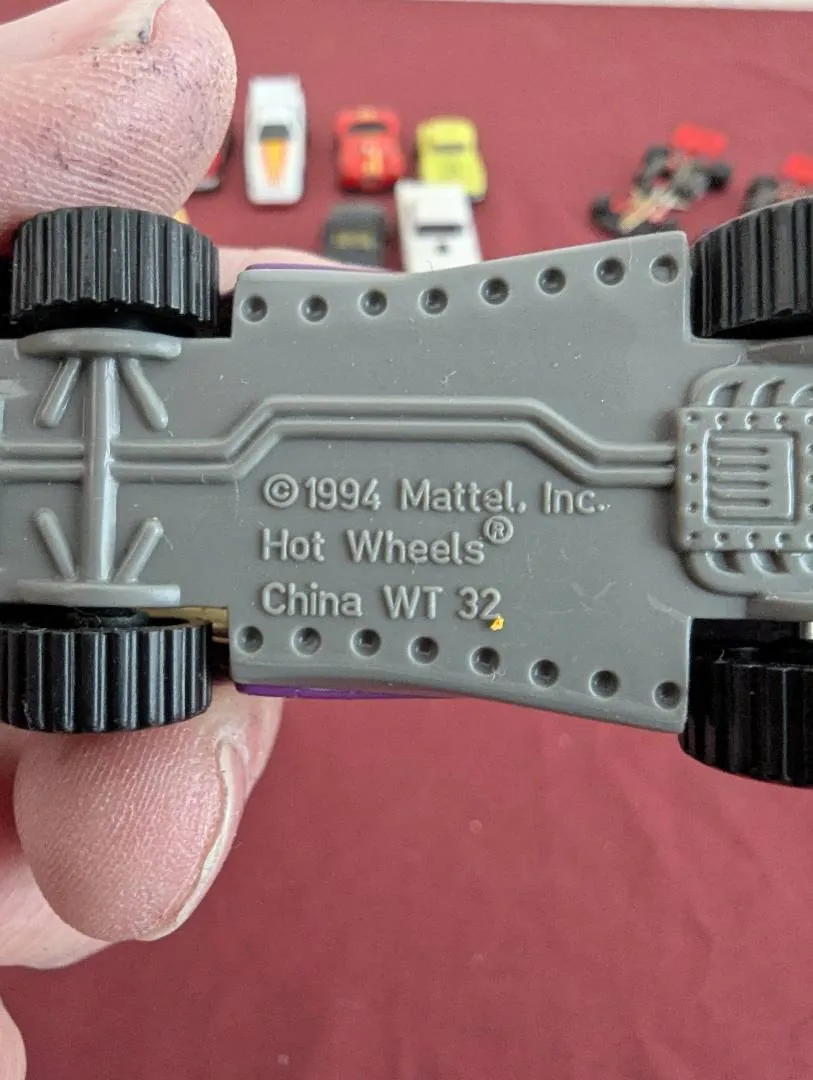 ©1994 Mattel, Inc.
Hot Wheels®
China WT 32